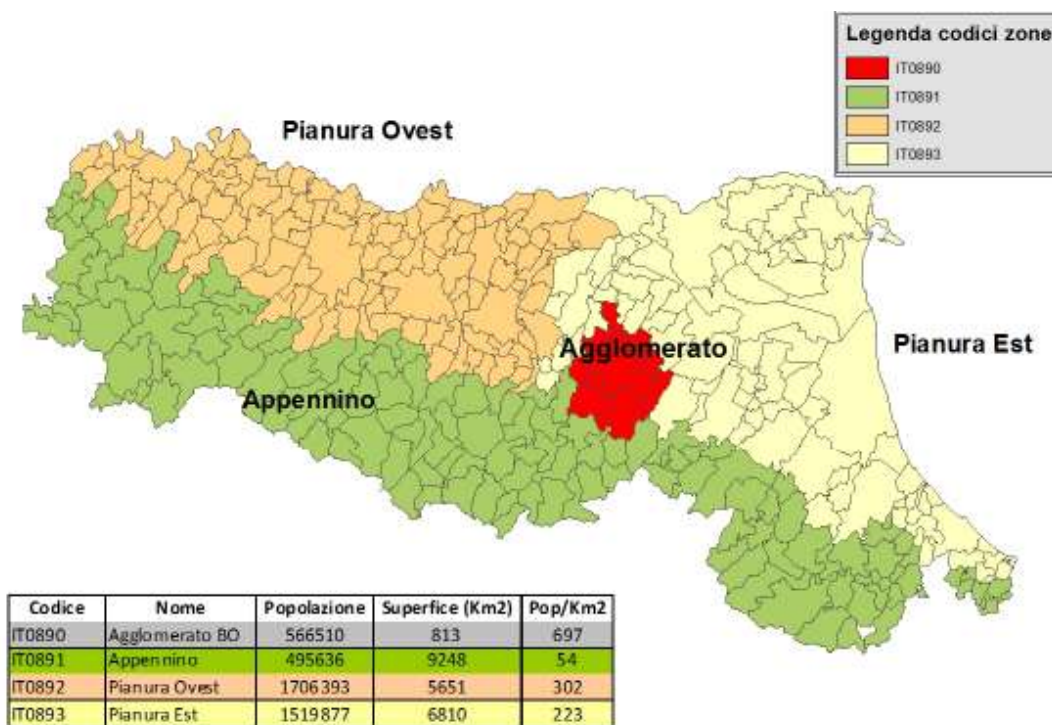 Legenda codici zone
IT0890
IT0891
IT0892
IT0893
Pianura Ovest
Agglomerato
Pianura Est
Appennino
Codice Nome Popolazione Superfice (Km2) Pop/Km2
IT0890 Agglomerato BO 566510 813 697
IT0891 Appennino 495636 9248 54
IT0892 Pianura Ovest 1706393 5651 302
IT0893 Pianura Est 1519877 6810 223